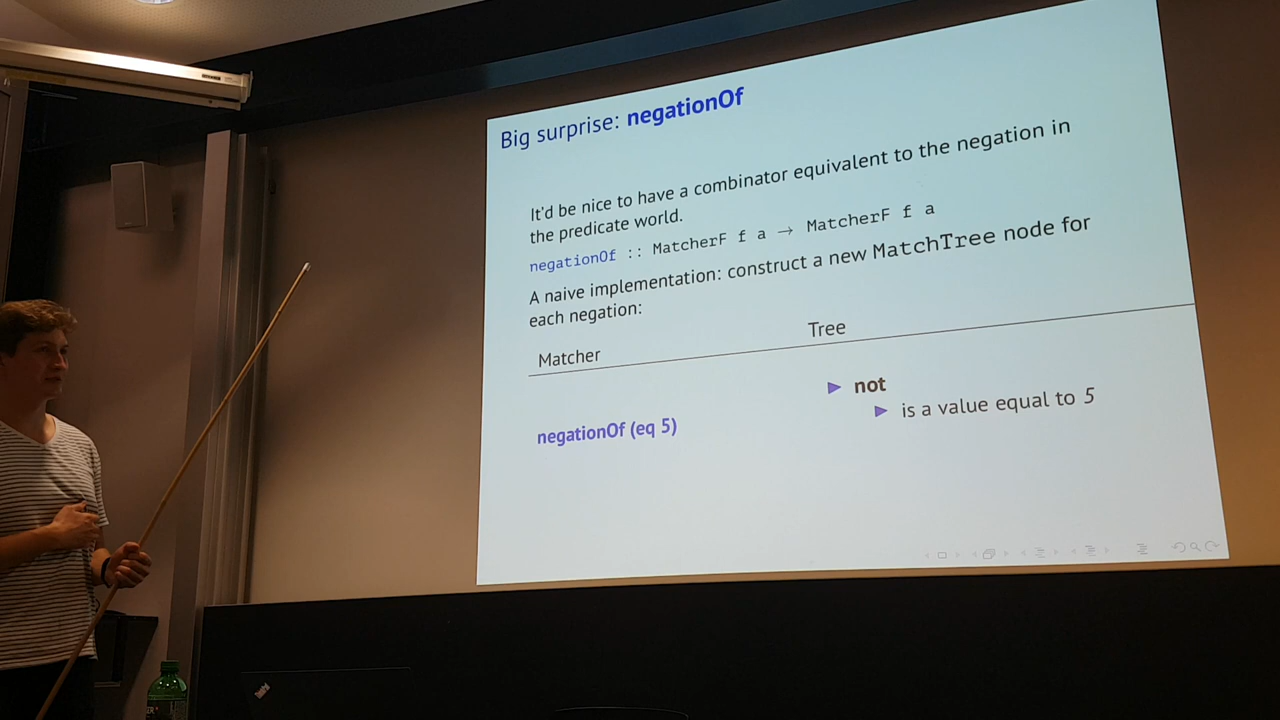 Big surprise: negationOf
It'd be nice to have a combinator equivalent to the negation in
the predicate world.
negationOf :: MatcherF f a → MatcherF f a
A naive implementation: construct a new MatchTree node for
each negation:
Matcher Tree
negationOf (eq 5)
▶ not
▶ is a value equal to 5
ThinkPad